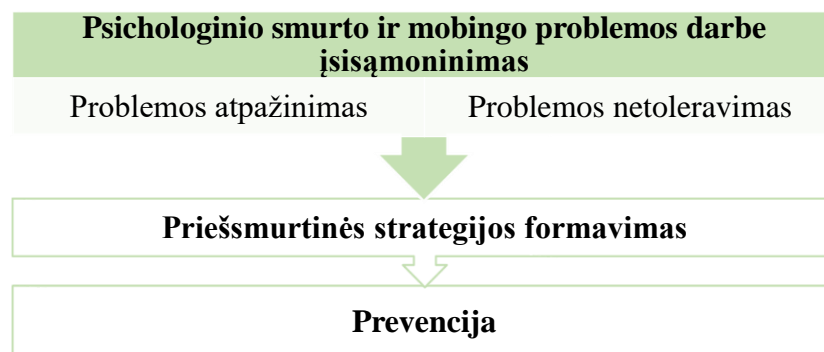 Psichologinio smurto ir mobingo problemos darbe
įsisąmoninimas
Problemos atpažinimas
Problemos netoleravimas
Priešsmurtinės strategijos formavimas
Prevencija